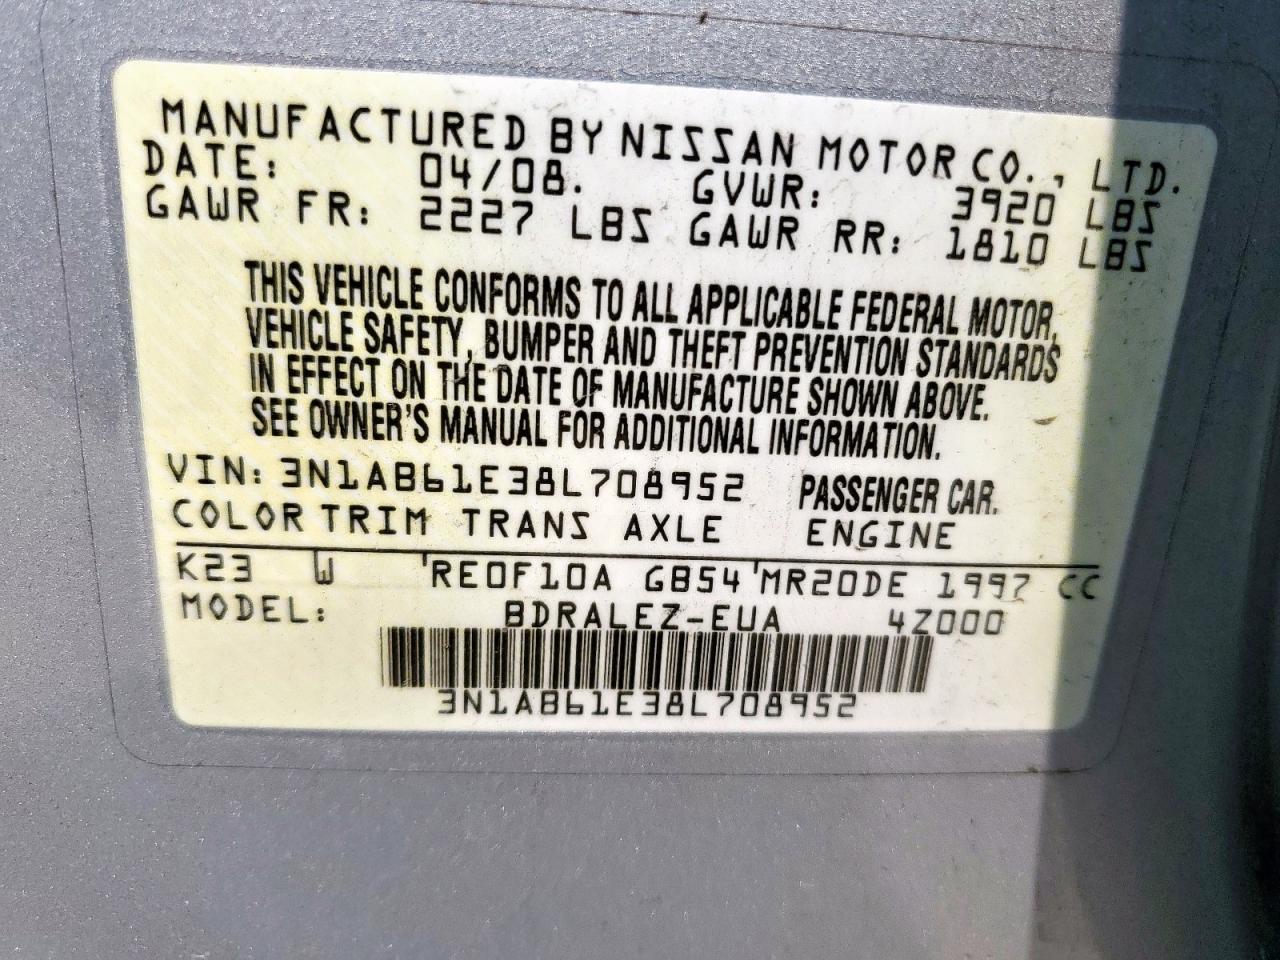 MANUFACTURED BY NISSAN MOTOR CO., LTD.
DATE: 04/08. GVWR: 3920 LBS
GAWR FR: 2227 LBS GAWR RR: 1810 LBS
THIS VEHICLE CONFORMS TO ALL APPLICABLE FEDERAL MOTOR,
VEHICLE SAFETY, BUMPER AND THEFT PREVENTION STANDARDS
IN EFFECT ON THE DATE OF MANUFACTURE SHOWN ABOVE.
SEE OWNER'S MANUAL FOR ADDITIONAL INFORMATION.
VIN: 3N1AB61E38L708952 PASSENGER CAR.
COLOR TRIM TRANS AXLE ENGINE
K23 W 'RE0F10A GB54 'MR20DE 1997 CC
MODEL: BDRALEZ-EUA 4Z000
3N1AB61E38L708952